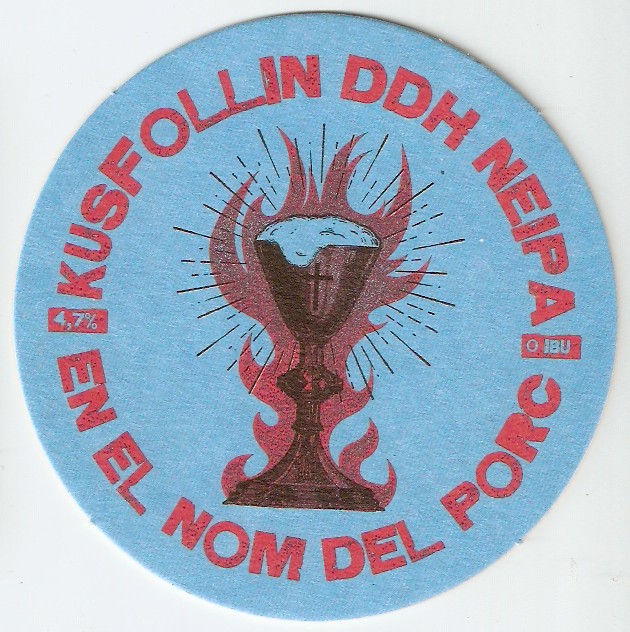 KUSFOLLIN DDH NEIPA
4,7%
0 IBU
EN EL NOM DEL PORC